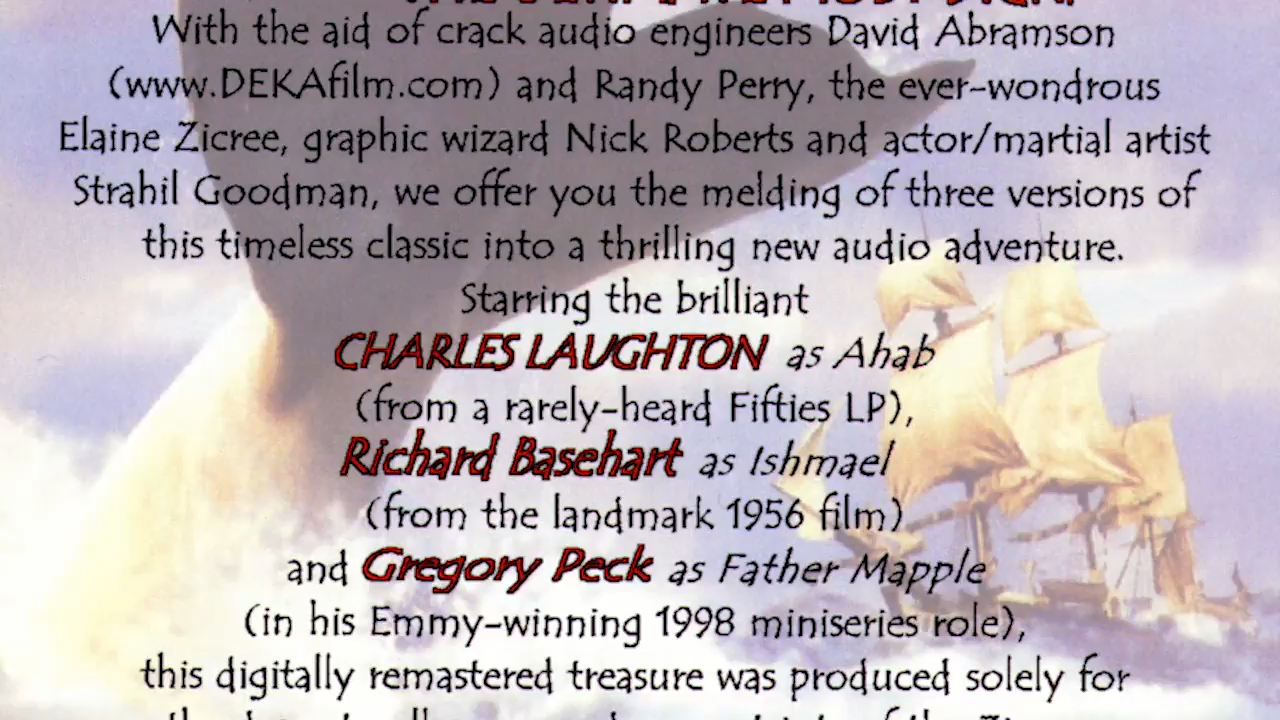 With the aid of crack audio engineers David Abramson
(www.DEKAfilm.com) and Randy Perry, the ever-wondrous
Elaine Zicree, graphic wizard Nick Roberts and actor/martial artist
Strahil Goodman, we offer you the melding of three versions of
this timeless classic into a thrilling new audio adventure.
Starring the brilliant
CHARLES LAUGHTON as Ahab
(from a rarely-heard Fifties LP),
Richard Basehart as Ishmael
(from the landmark 1956 film)
and Gregory Peck as Father Mapple
(in his Emmy-winning 1998 miniseries role),
this digitally remastered treasure was produced solely for